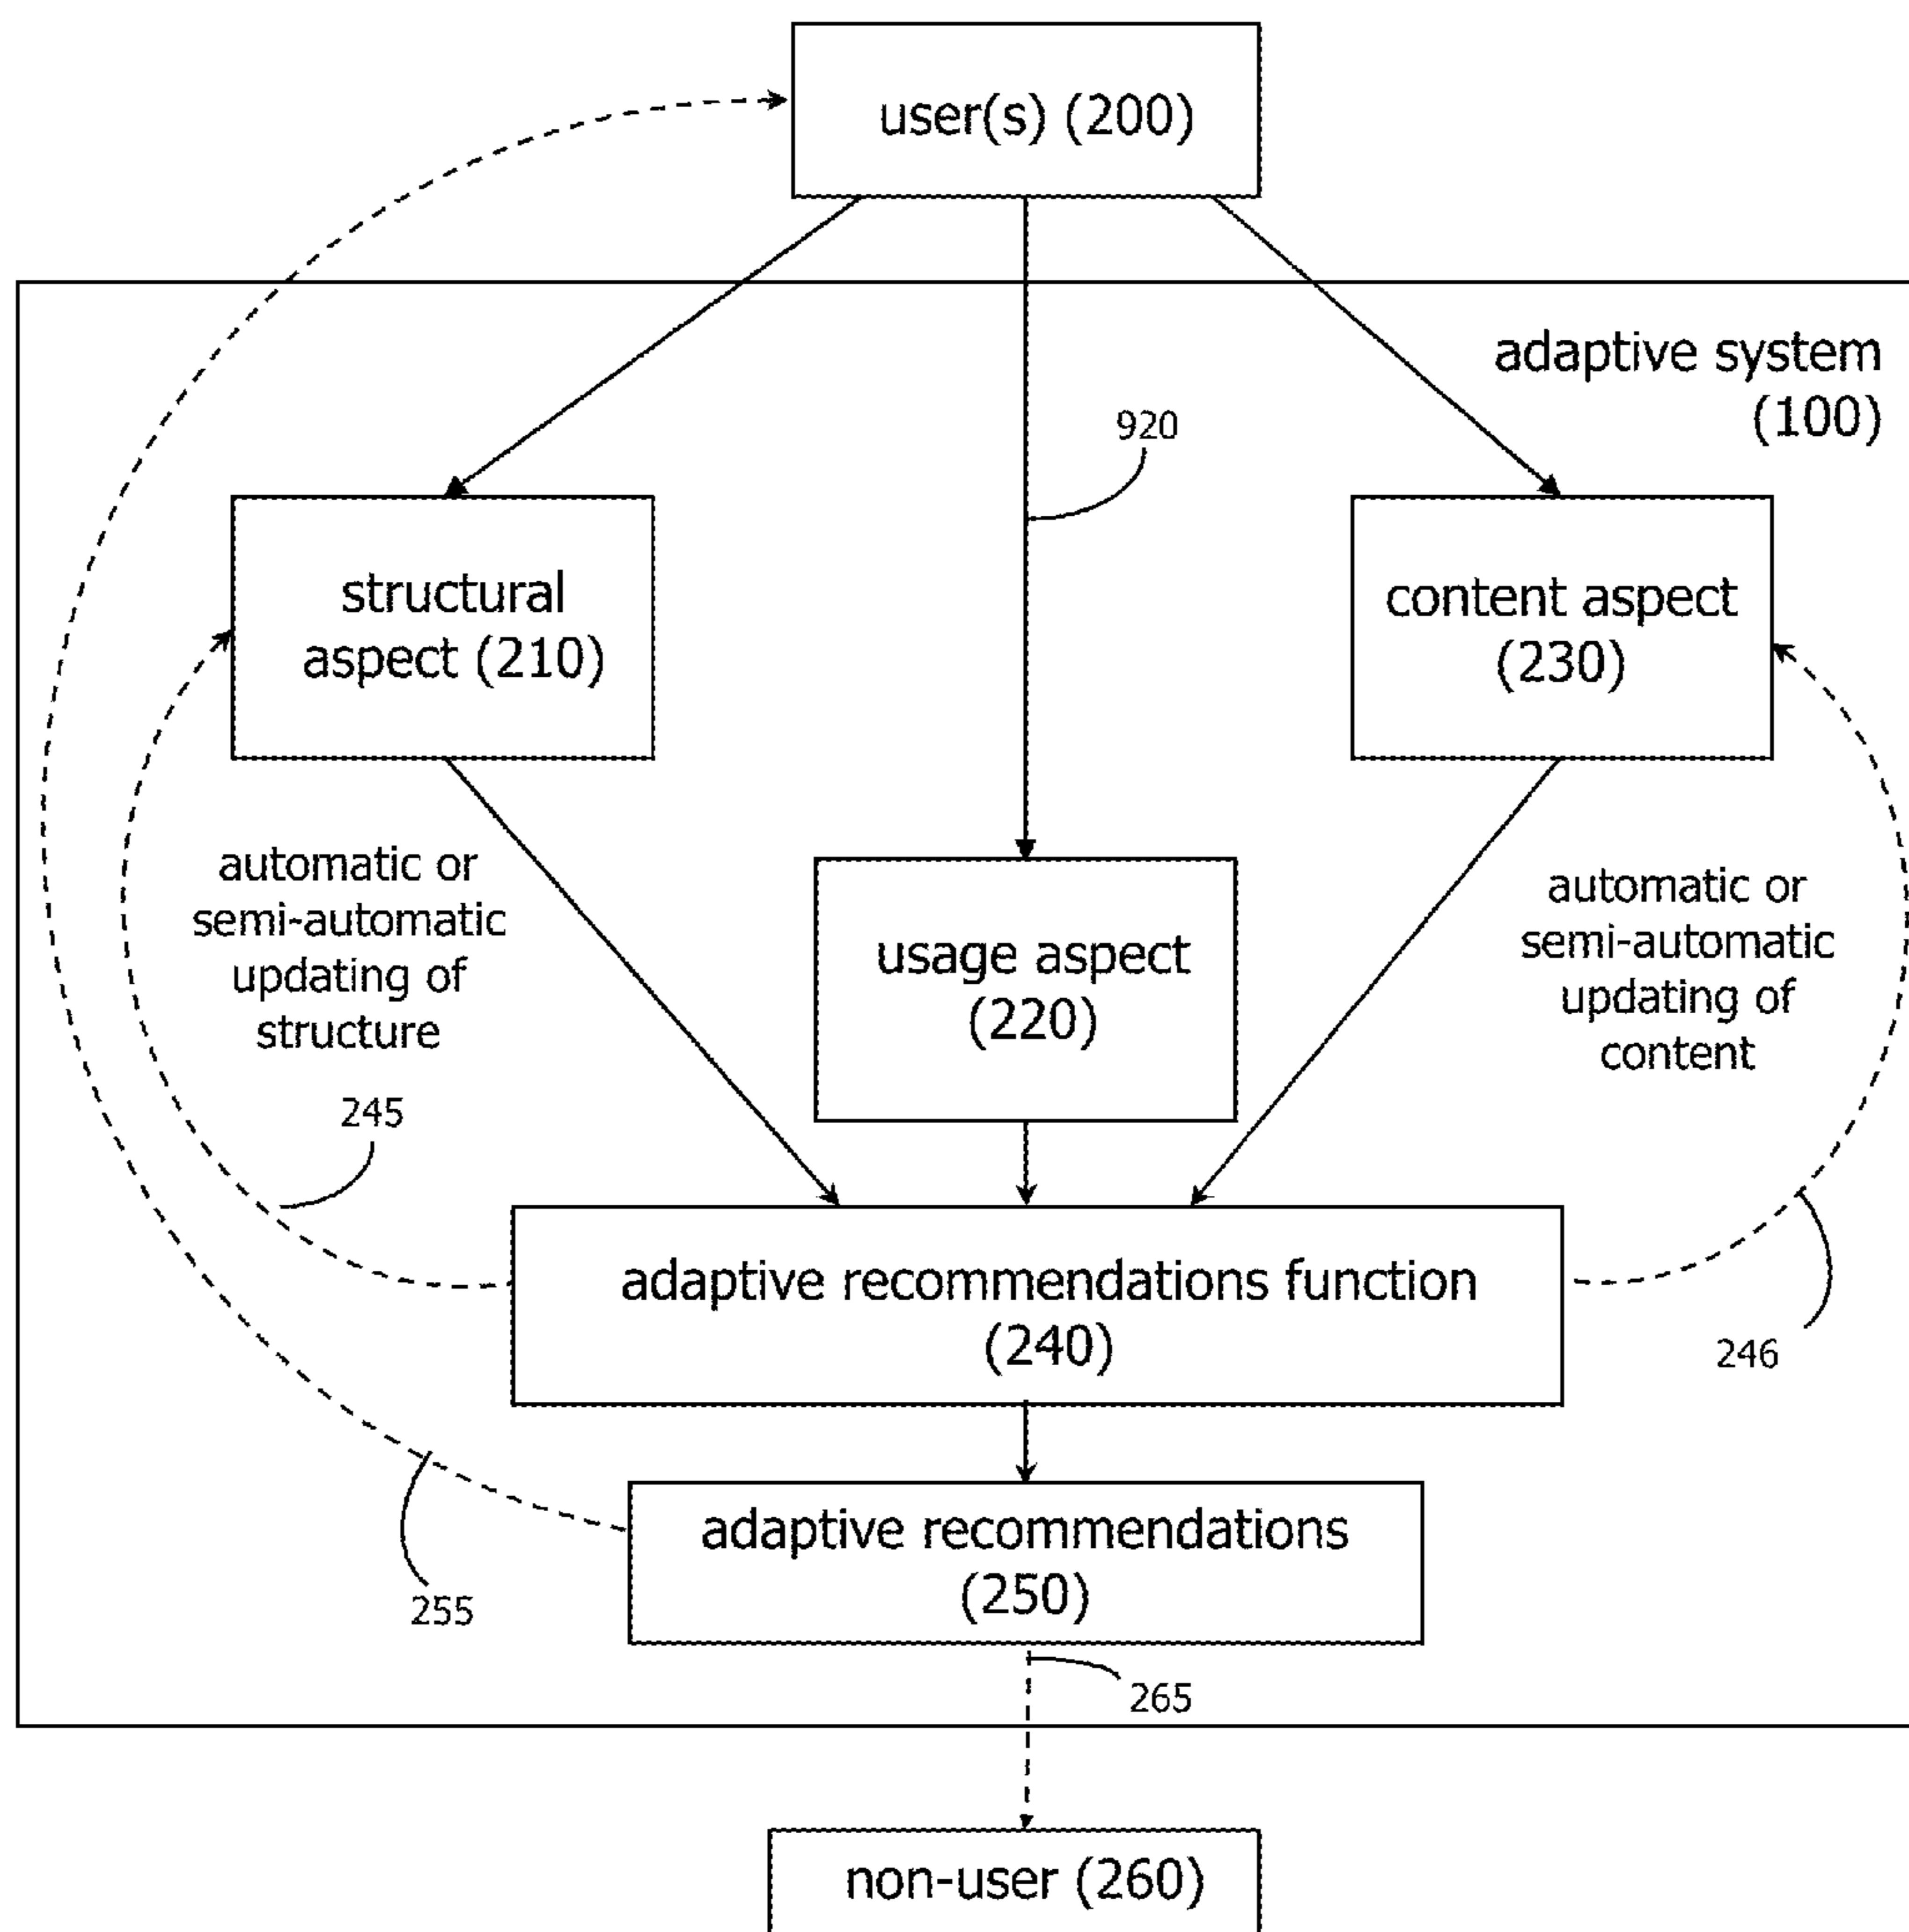 user(s) (200)
adaptive system
(100)
920
structural
aspect (210)
content aspect
(230)
automatic or
semi-automatic
updating of
structure
usage aspect
(220)
automatic or
semi-automatic
updating of
content
245
adaptive recommendations function
(240)
246
adaptive recommendations
(250)
255
265
non-user (260)